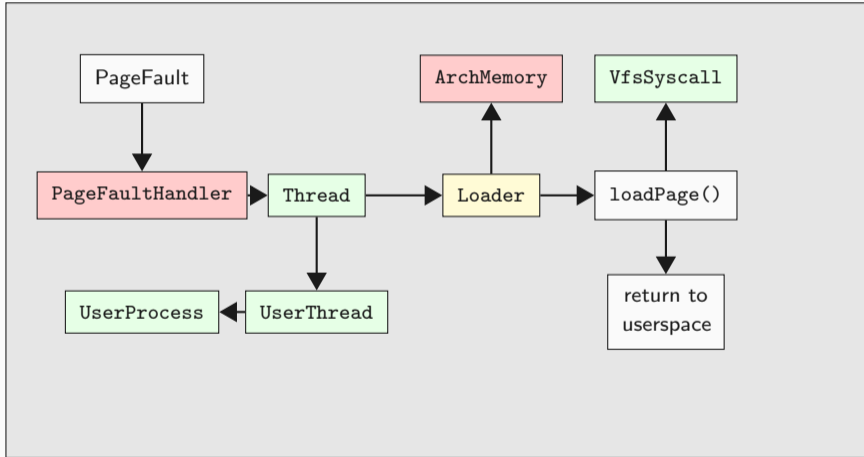 PageFault
ArchMemory
VfsSyscall
PageFaultHandler
Thread
Loader
loadPage()
UserProcess
UserThread
return to
userspace